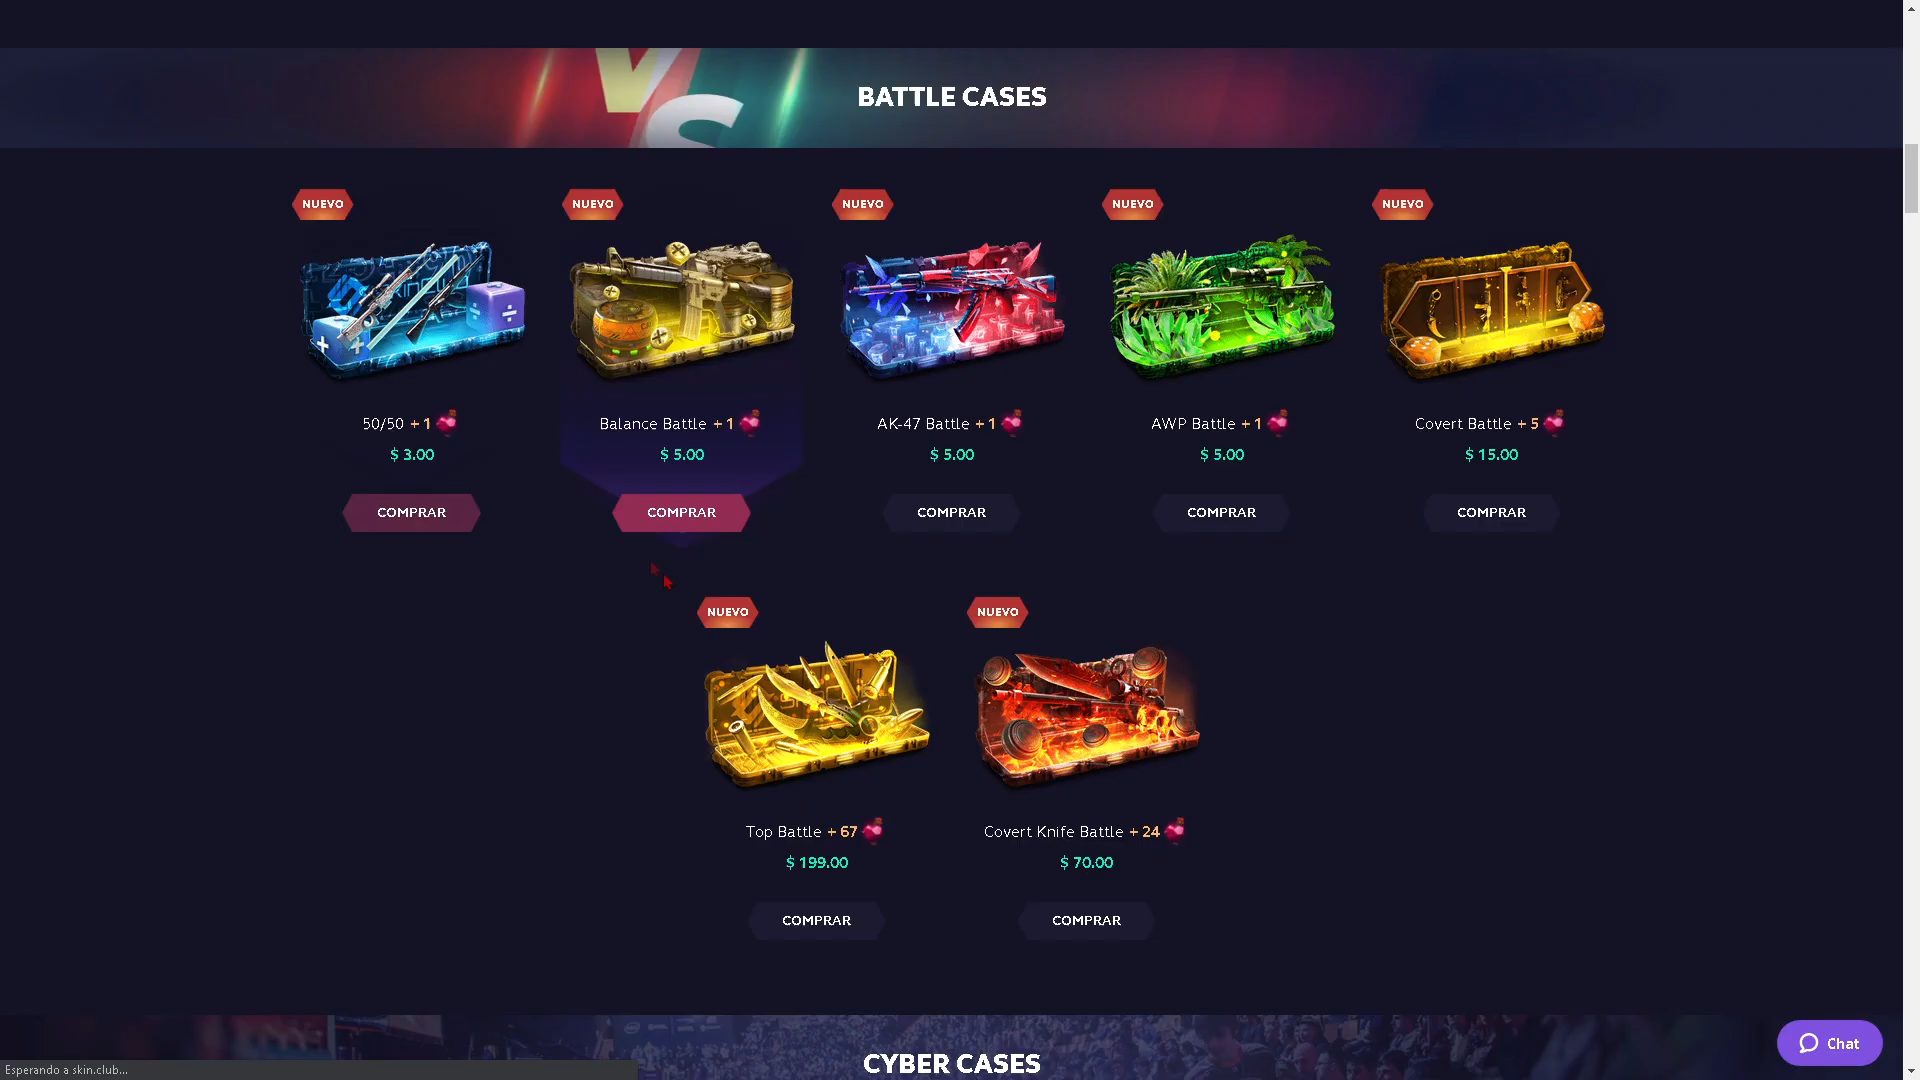 VS
BATTLE CASES
NUEVO
NUEVO
NUEVO
NUEVO
NUEVO
50/50 + 1
Balance Battle + 1
AK-47 Battle + 1
AWP Battle + 1
Covert Battle + 5
$ 3.00
$ 5.00
$ 5.00
$ 5.00
$ 15.00
COMPRAR
COMPRAR
COMPRAR
COMPRAR
COMPRAR
NUEVO
NUEVO
Top Battle + 67
Covert Knife Battle + 24
$ 199.00
$ 70.00
COMPRAR
COMPRAR
CYBER CASES
Chat
Esperando a skin.club...